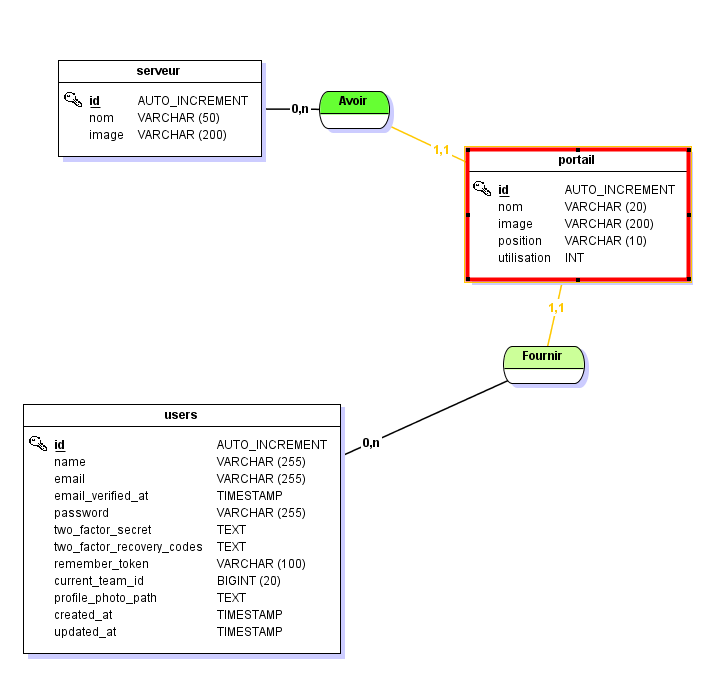 serveur
id AUTO_INCREMENT
nom VARCHAR (50)
image VARCHAR (200)
0,n
Avoir
1,1
portail
id AUTO_INCREMENT
nom VARCHAR (20)
image VARCHAR (200)
position VARCHAR (10)
utilisation INT
1,1
Fournir
0,n
users
id AUTO_INCREMENT
name VARCHAR (255)
email VARCHAR (255)
email_verified_at TIMESTAMP
password VARCHAR (255)
two_factor_secret TEXT
two_factor_recovery_codes TEXT
remember_token VARCHAR (100)
current_team_id BIGINT (20)
profile_photo_path TEXT
created_at TIMESTAMP
updated_at TIMESTAMP